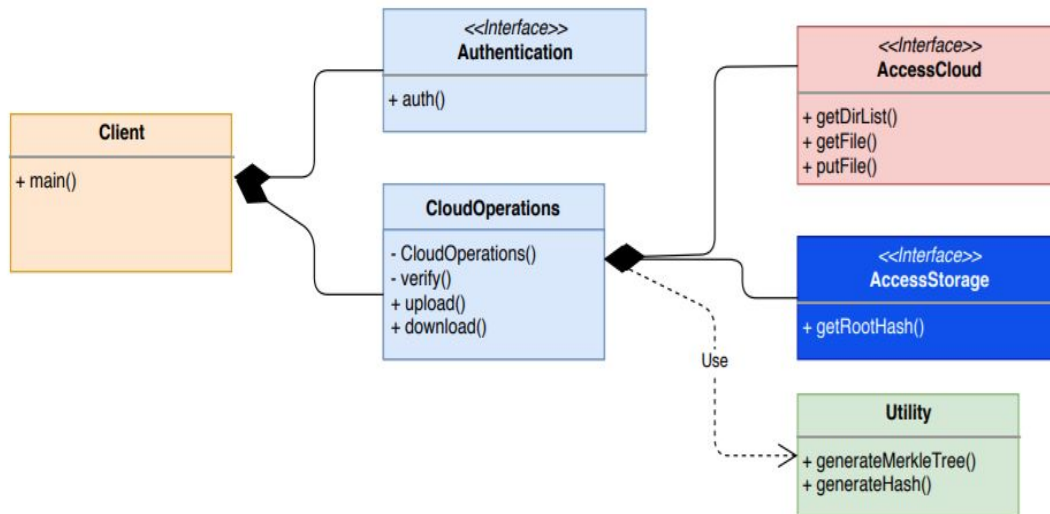 Client
+ main()
<<Interface>>
Authentication
+ auth()
CloudOperations
- CloudOperations()
- verify()
+ upload()
+ download()
<<Interface>>
AccessCloud
+ getDirList()
+ getFile()
+ putFile()
<<Interface>>
AccessStorage
+ getRootHash()
Use
Utility
+ generateMerkleTree()
+ generateHash()